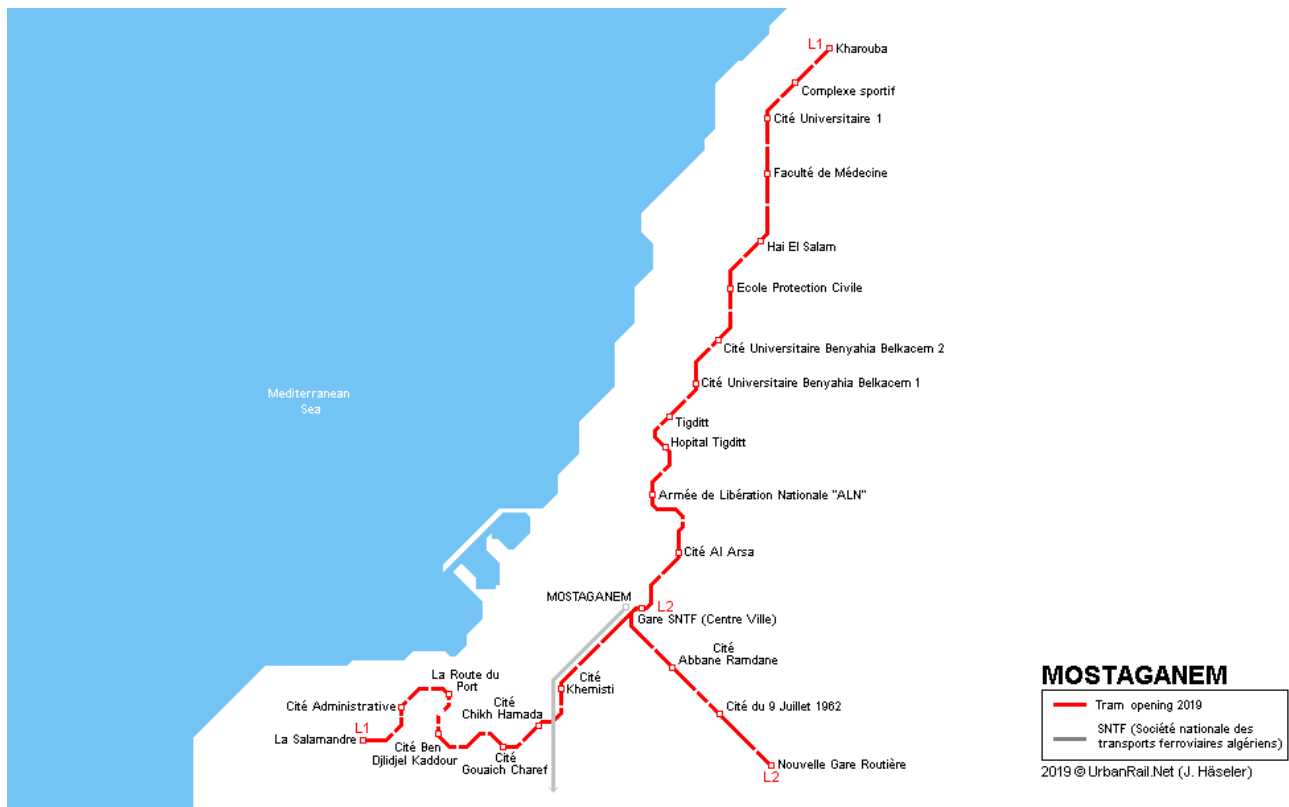 L1
Kharouba
Complexe sportif
Cité Universitaire 1
Faculté de Médecine
Hai El Salam
Ecole Protection Civile
Cité Universitaire Benyahia Belkacem 2
Cité Universitaire Benyahia Belkacem 1
Mediterranean
Sea
Tigditt
Hopital Tigditt
Armée de Libération Nationale "ALN"
Cité Al Arsa
MOSTAGANEM
L2
Gare SNTF (Centre Ville)
Cité
Abbane Ramdane
Cité
Khemisti
La Route du
Port
Cité
Chikh Hamada
Cité Administrative
Cité du 9 Juillet 1962
L1
La Salamandre
Cité Ben
Djlidjel Kaddour
Cité
Gouaich Charef
Nouvelle Gare Routière
L2
MOSTAGANEM
Tram opening 2019
SNTF (Société nationale des
transports ferroviaires algériens)
2019 © UrbanRail.Net (J. Häseler)